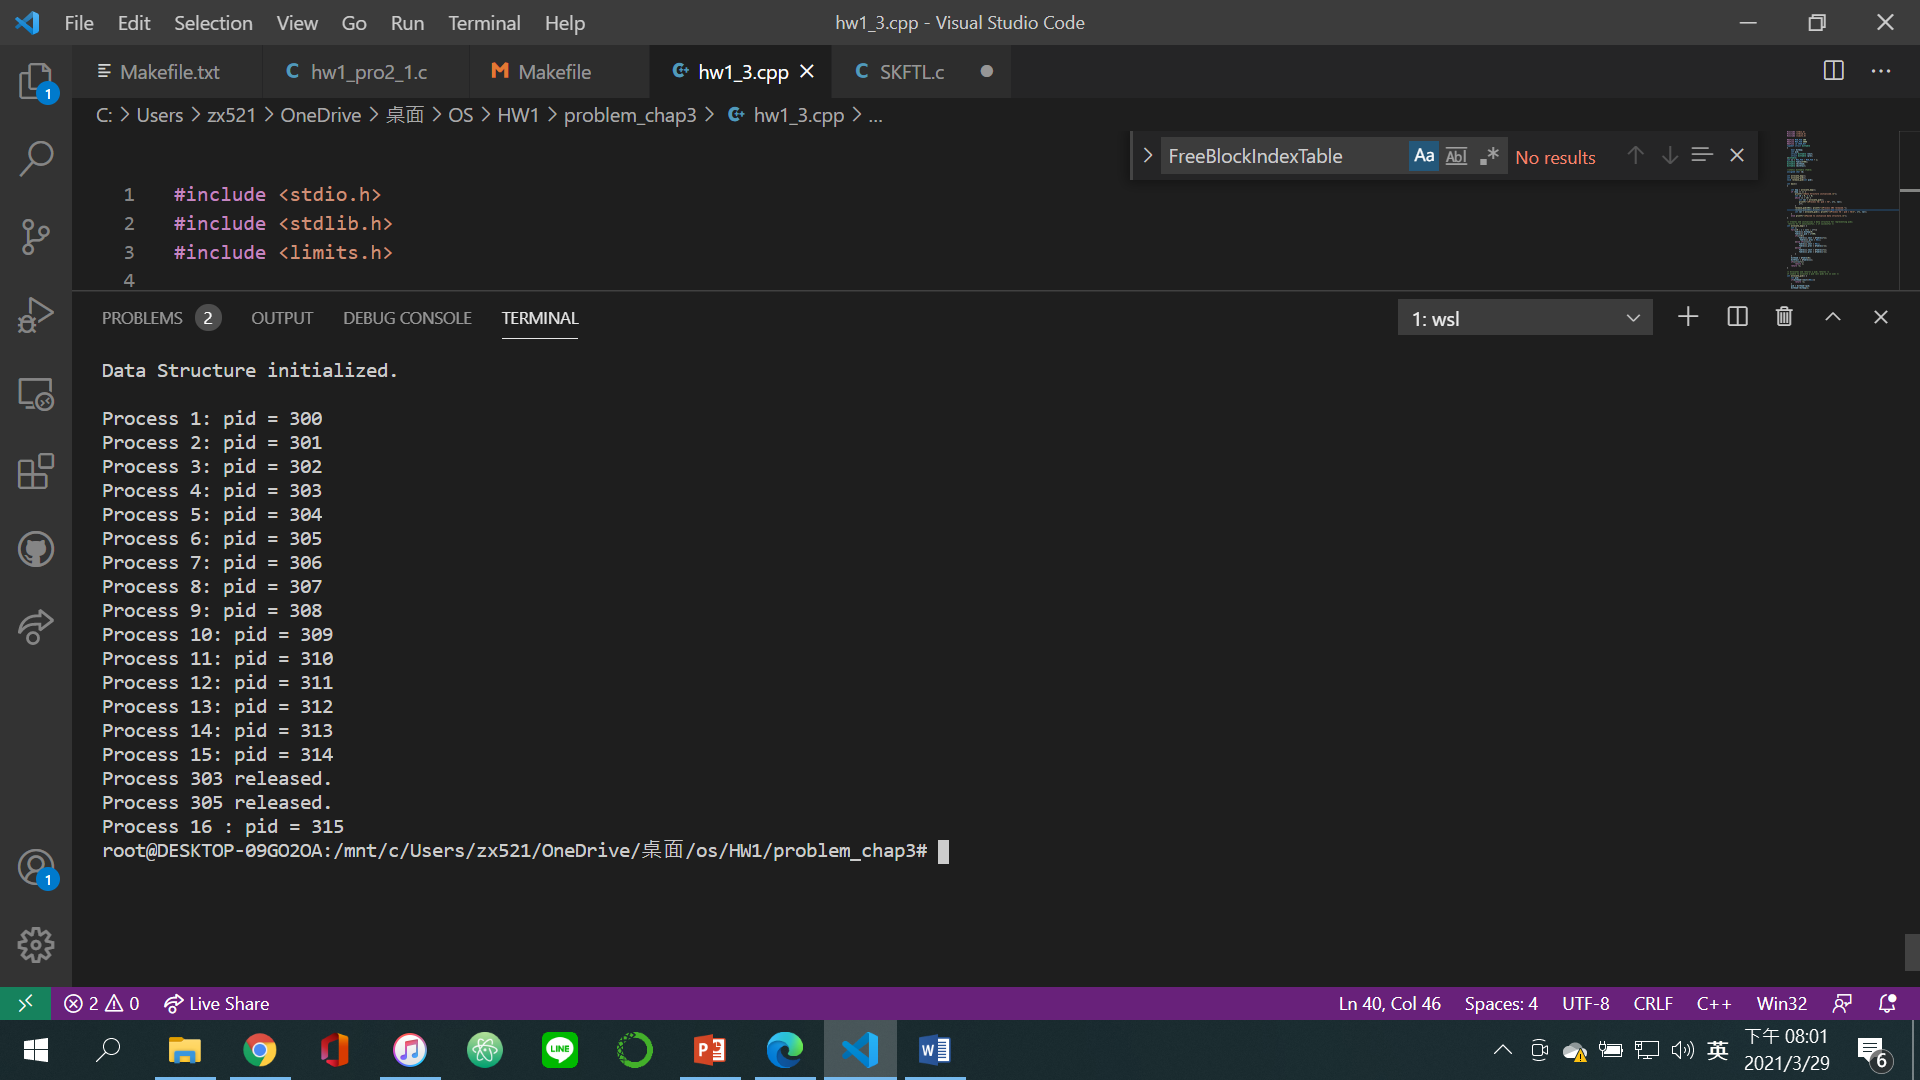 File Edit Selection View Go Run Terminal Help hw1_3.cpp - Visual Studio Code
Makefile.txt C hw1_pro2_1.c M Makefile hw1_3.cpp C SKFTL.c
C: > Users > zx521 > OneDrive > 桌面 > OS > HW1 > problem_chap3 > hw1_3.cpp > ...
FreeBlockIndexTable Aa Abl .* No results
1 #include <stdio.h>
2 #include <stdlib.h>
3 #include <limits.h>
4
PROBLEMS 2 OUTPUT DEBUG CONSOLE TERMINAL 1: wsl
Data Structure initialized.
Process 1: pid = 300
Process 2: pid = 301
Process 3: pid = 302
Process 4: pid = 303
Process 5: pid = 304
Process 6: pid = 305
Process 7: pid = 306
Process 8: pid = 307
Process 9: pid = 308
Process 10: pid = 309
Process 11: pid = 310
Process 12: pid = 311
Process 13: pid = 312
Process 14: pid = 313
Process 15: pid = 314
Process 303 released.
Process 305 released.
Process 16 : pid = 315
root@DESKTOP-09GO2OA:/mnt/c/Users/zx521/OneDrive/桌面/os/HW1/problem_chap3#
1
1
2 0 Live Share Ln 40, Col 46 Spaces: 4 UTF-8 CRLF C++ Win32
LINE
英 下午 08:01
2021/3/29
6